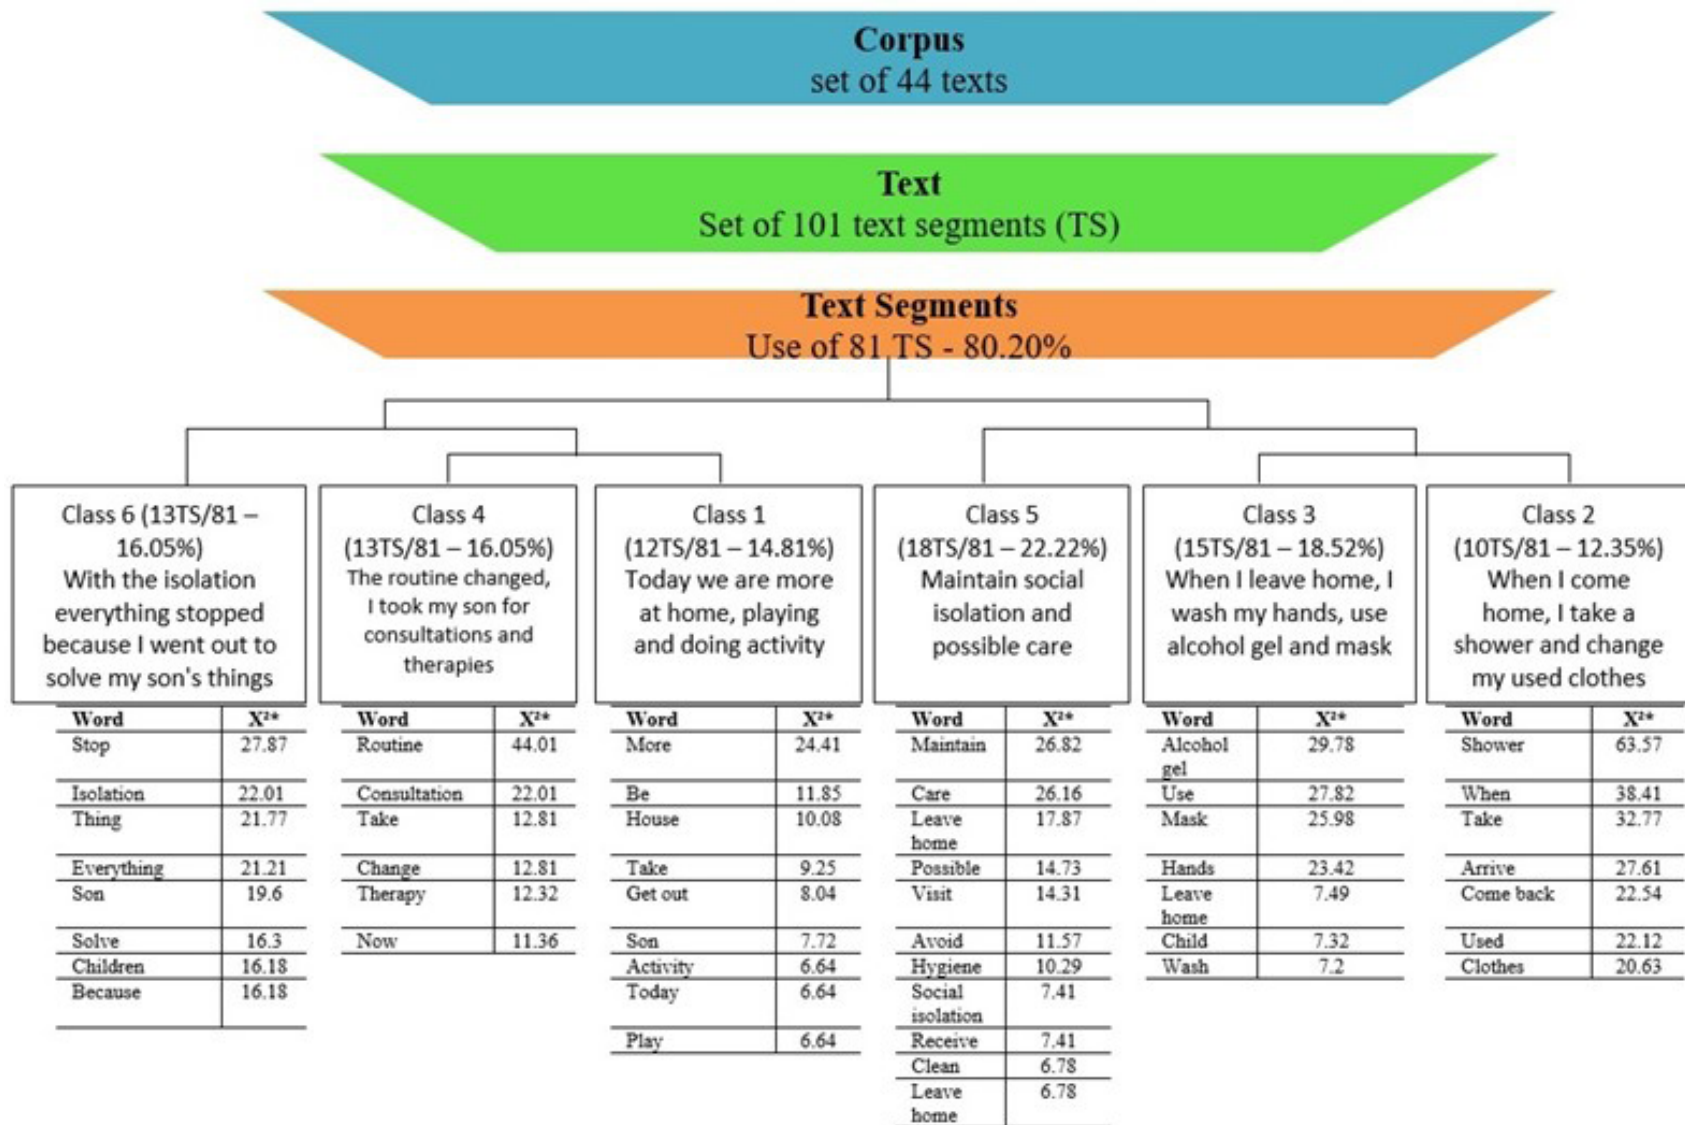 Corpus
set of 44 texts
Text
Set of 101 text segments (TS)
Text Segments
Use of 81 TS - 80.20%
Class 6 (13TS/81 –
16.05%)
With the isolation
everything stopped
because I went out to
solve my son's things
Word X²*
Stop 27.87
Isolation 22.01
Thing 21.77
Everything 21.21
Son 19.6
Solve 16.3
Children 16.18
Because 16.18
Class 4
(13TS/81 – 16.05%)
The routine changed,
I took my son for
consultations and
therapies
Word X²*
Routine 44.01
Consultation 22.01
Take 12.81
Change 12.81
Therapy 12.32
Now 11.36
Class 1
(12TS/81 – 14.81%)
Today we are more
at home, playing
and doing activity
Word X²*
More 24.41
Be 11.85
House 10.08
Take 9.25
Get out 8.04
Son 7.72
Activity 6.64
Today 6.64
Play 6.64
Class 5
(18TS/81 – 22.22%)
Maintain social
isolation and
possible care
Word X²*
Maintain 26.82
Care 26.16
Leave 17.87
home
Possible 14.73
Visit 14.31
Avoid 11.57
Hygiene 10.29
Social 7.41
isolation
Receive 7.41
Clean 6.78
Leave 6.78
home
Class 3
(15TS/81 – 18.52%)
When I leave home, I
wash my hands, use
alcohol gel and mask
Word X²*
Alcohol 29.78
gel
Use 27.82
Mask 25.98
Hands 23.42
Leave 7.49
home
Child 7.32
Wash 7.2
Class 2
(10TS/81 – 12.35%)
When I come
home, I take a
shower and change
my used clothes
Word X²*
Shower 63.57
When 38.41
Take 32.77
Arrive 27.61
Come back 22.54
Used 22.12
Clothes 20.63